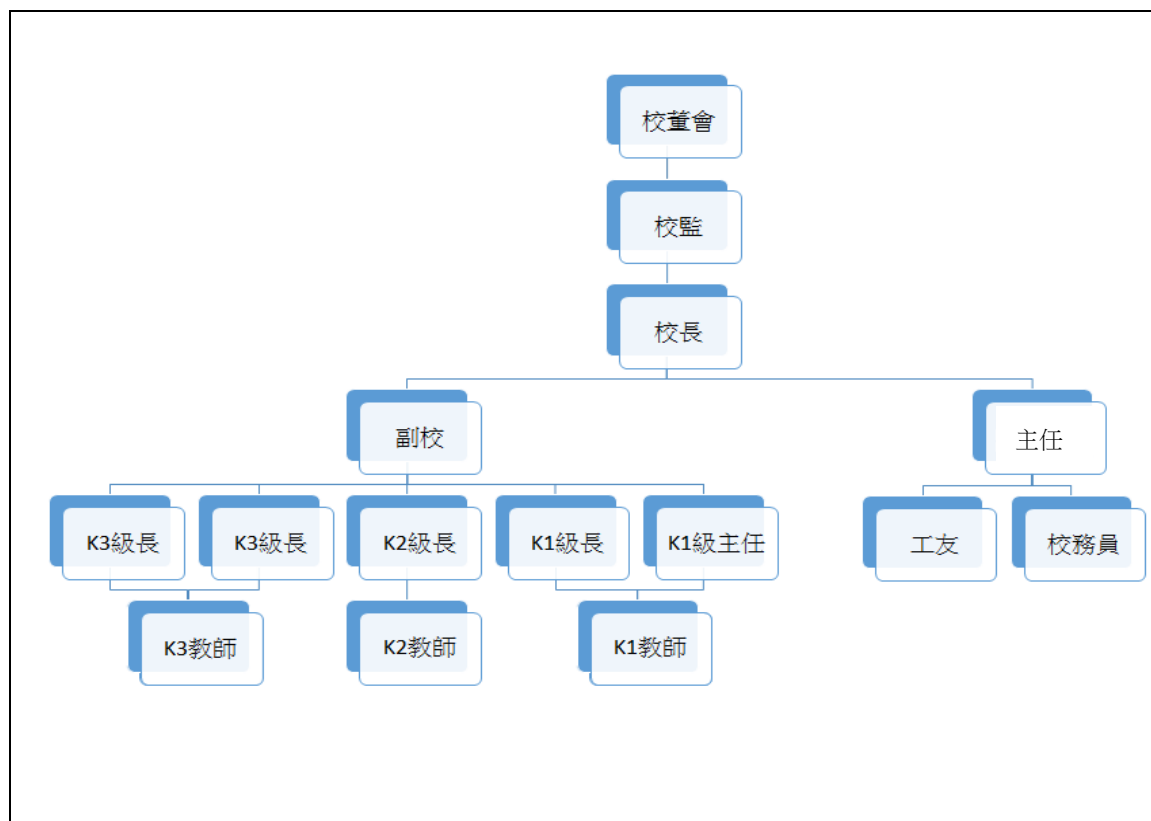 校董會
校監
校長
副校
主任
K3級長
K3級長
K2級長
K1級長
K1級主任
工友
校務員
K3教師
K2教師
K1教師